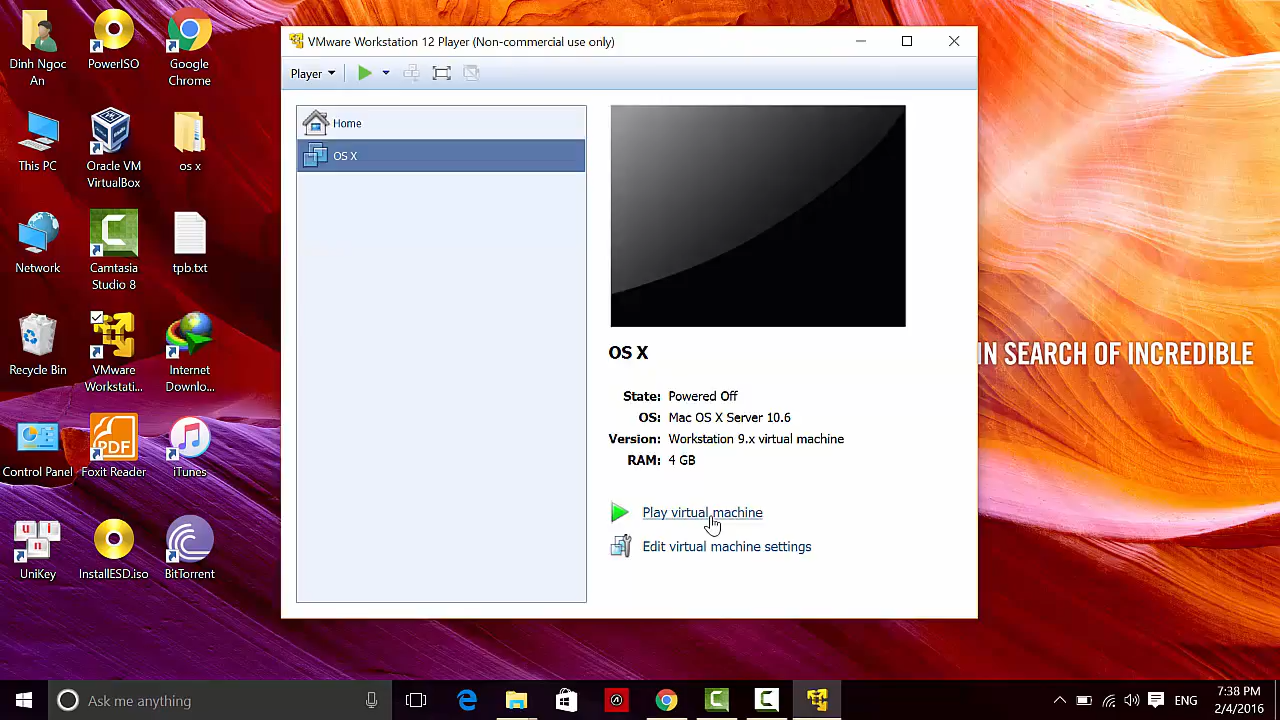 Dinh Ngoc
An
PowerISO
Google
Chrome
This PC
Oracle VM
VirtualBox
os x
Network
Camtasia
Studio 8
tpb.txt
Recycle Bin
VMware
Workstati...
Internet
Downlo...
Control Panel
PDF
Foxit Reader
iTunes
u i
n
UniKey
InstallESD.iso
BitTorrent
VMware Workstation 12 Player (Non-commercial use only)
Player
Home
OS X
OS X
State: Powered Off
OS: Mac OS X Server 10.6
Version: Workstation 9.x virtual machine
RAM: 4 GB
Play virtual machine
Edit virtual machine settings
IN SEARCH OF INCREDIBLE
Ask me anything
ENG
7:38 PM
2/4/2016